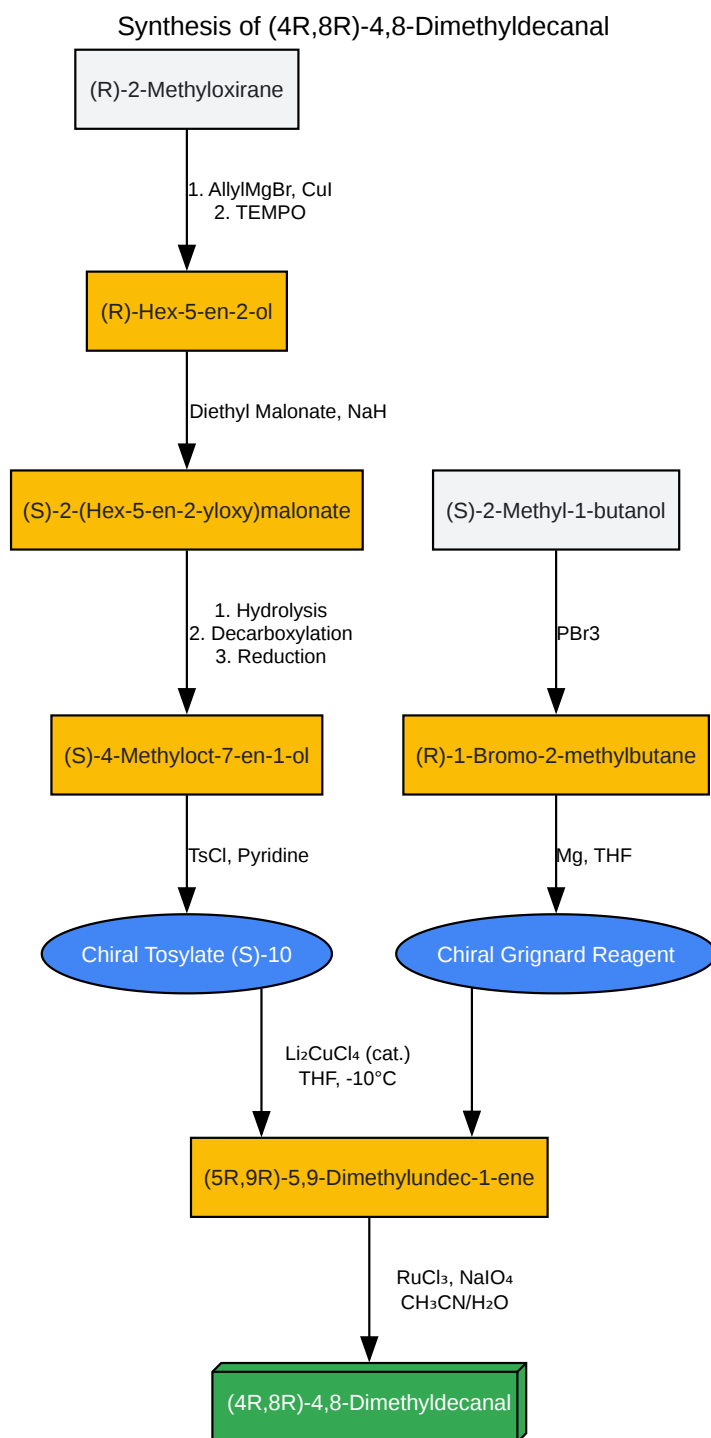 Synthesis of (4R,8R)-4,8-Dimethyldecanal
(R)-2-Methyloxirane
1. AllylMgBr, CuI
2. TEMPO
(R)-Hex-5-en-2-ol
Diethyl Malonate, NaH
(S)-2-(Hex-5-en-2-yloxy)malonate
(S)-2-Methyl-1-butanol
1. Hydrolysis
2. Decarboxylation
3. Reduction
PBr3
(S)-4-Methyloct-7-en-1-ol
(R)-1-Bromo-2-methylbutane
TsCl, Pyridine
Mg, THF
Chiral Tosylate (S)-10
Chiral Grignard Reagent
Li₂CuCl₄ (cat.)
THF, -10°C
(5R,9R)-5,9-Dimethylundec-1-ene
RuCl₃, NaIO₄
CH₃CN/H₂O
(4R,8R)-4,8-Dimethyldecanal